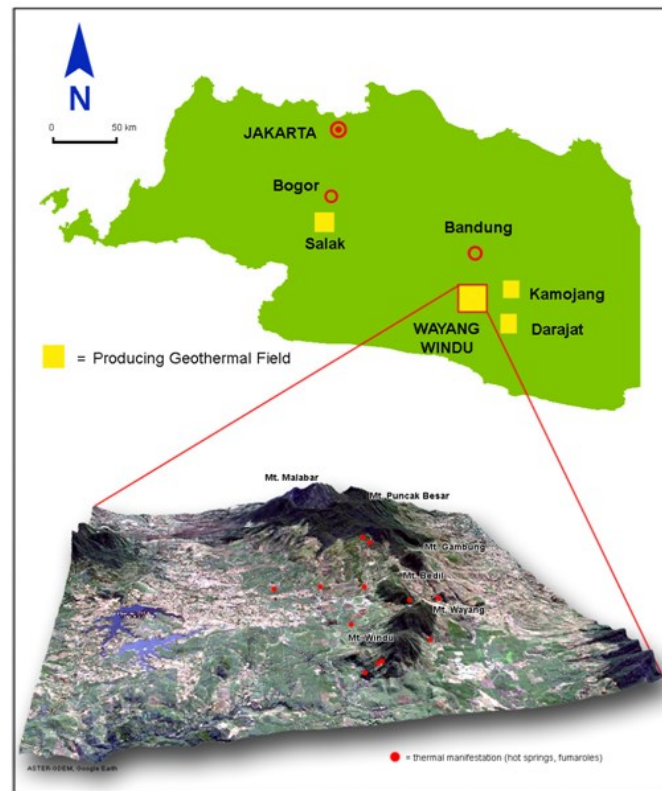 N
0 50 km
JAKARTA
Bogor
Salak
Bandung
Kamojang
WAYANG
WINDU
Darajat
= Producing Geothermal Field
Mt. Malabar
Mt. Puncak Besar
Mt. Gambung
Mt. Bedil
Mt. Wayang
Mt. Windu
= thermal manifestation (hot springs, fumaroles)
ASTER-GDEM, Google Earth